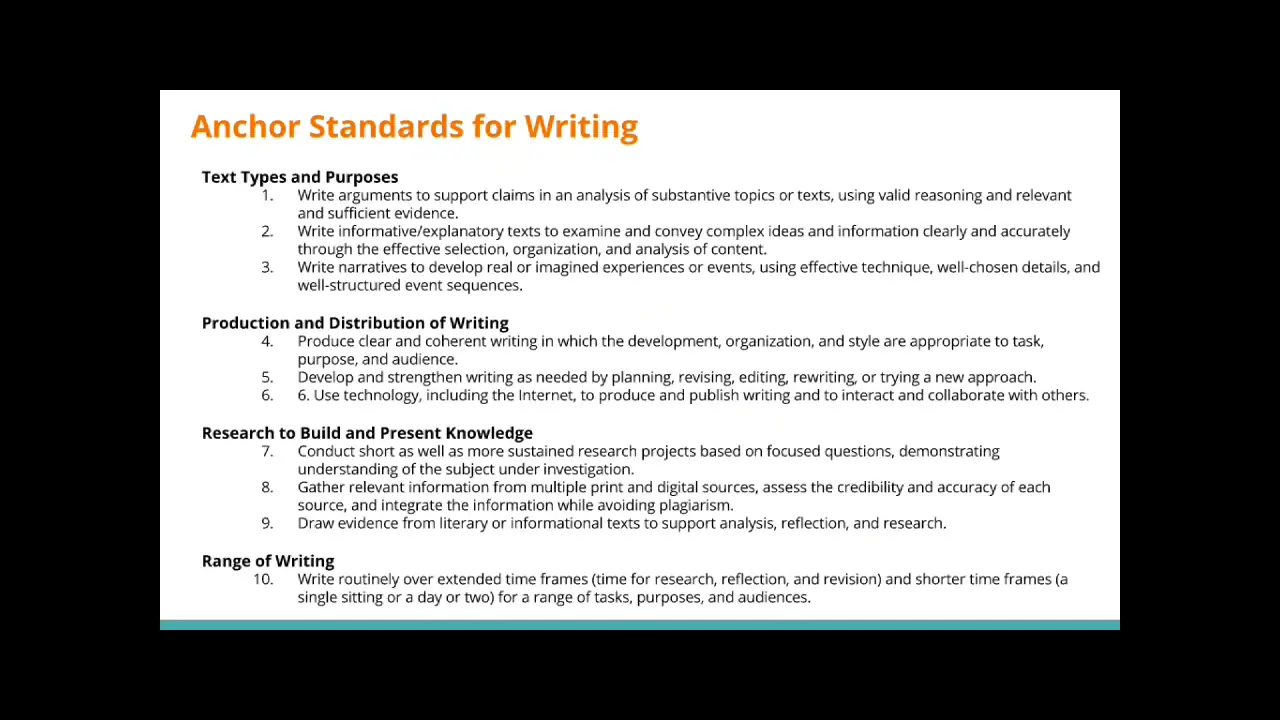 Anchor Standards for Writing
Text Types and Purposes
1. Write arguments to support claims in an analysis of substantive topics or texts, using valid reasoning and relevant
and sufficient evidence.
2. Write informative/explanatory texts to examine and convey complex ideas and information clearly and accurately
through the effective selection, organization, and analysis of content.
3. Write narratives to develop real or imagined experiences or events, using effective technique, well-chosen details, and
well-structured event sequences.
Production and Distribution of Writing
4. Produce clear and coherent writing in which the development, organization, and style are appropriate to task,
purpose, and audience.
5. Develop and strengthen writing as needed by planning, revising, editing, rewriting, or trying a new approach.
6. 6. Use technology, including the Internet, to produce and publish writing and to interact and collaborate with others.
Research to Build and Present Knowledge
7. Conduct short as well as more sustained research projects based on focused questions, demonstrating
understanding of the subject under investigation.
8. Gather relevant information from multiple print and digital sources, assess the credibility and accuracy of each
source, and integrate the information while avoiding plagiarism.
9. Draw evidence from literary or informational texts to support analysis, reflection, and research.
Range of Writing
10. Write routinely over extended time frames (time for research, reflection, and revision) and shorter time frames (a
single sitting or a day or two) for a range of tasks, purposes, and audiences.